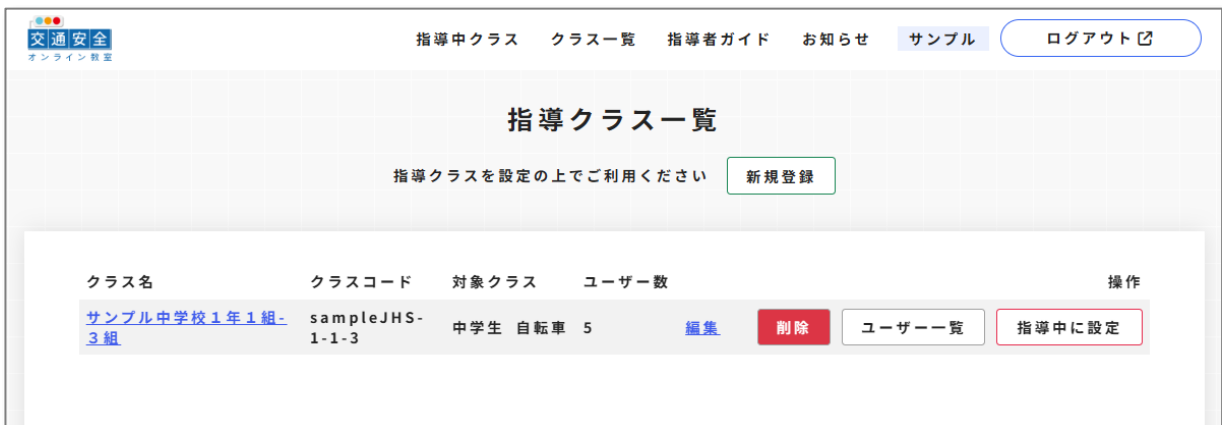 交通安全
オンライン教室
指導中クラス クラス一覧 指導者ガイド お知らせ サンプル ログアウト
指導クラス一覧
指導クラスを設定の上でご利用ください 新規登録
クラス名 クラスコード 対象クラス ユーザー数 操作
サンプル中学校１年１組-
３組
sampleJHS-
1-1-3
中学生 自転車 5 編集 削除 ユーザー一覧 指導中に設定